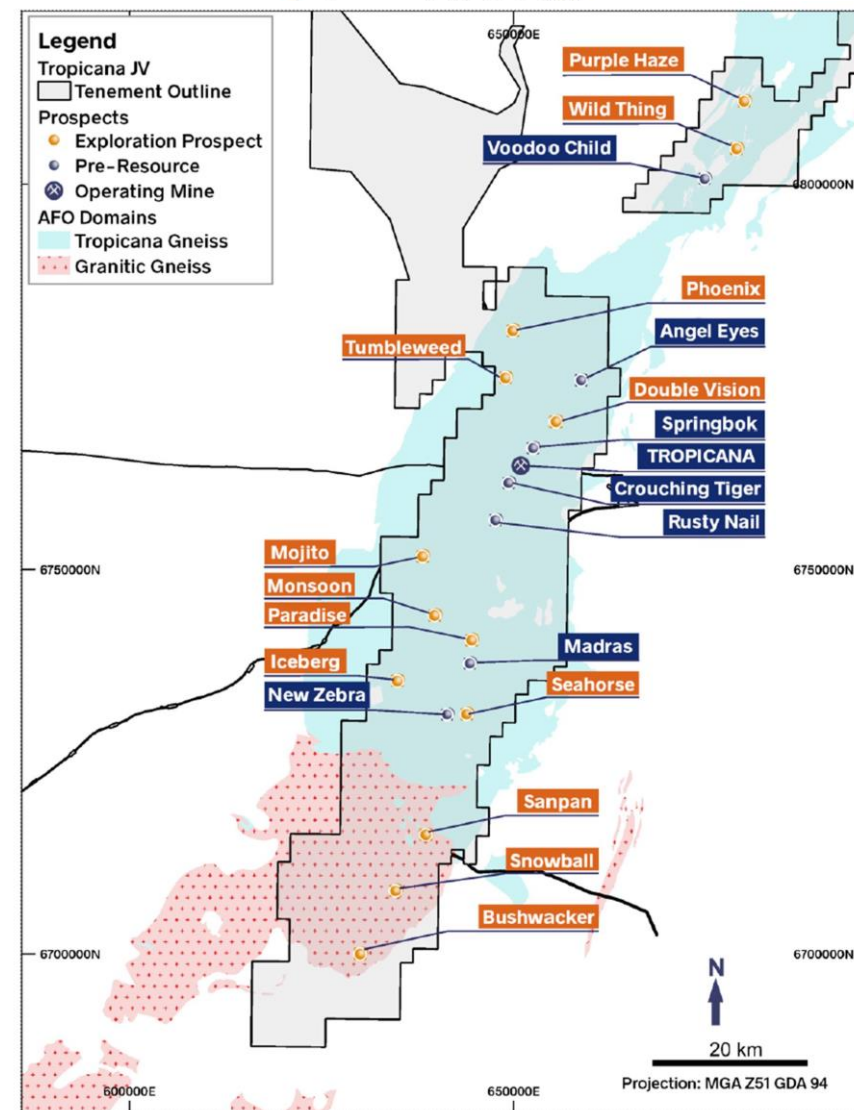 650000E
Legend
Tropicana JV
Tenement Outline
Prospects
Exploration Prospect
Pre-Resource
Operating Mine
AFO Domains
Tropicana Gneiss
Granitic Gneiss
Purple Haze
Wild Thing
Voodoo Child
6800000N
Phoenix
Angel Eyes
Tumbleweed
Double Vision
Springbok
TROPICANA
Crouching Tiger
Rusty Nail
Mojito
6750000N
6750000N
Monsoon
Paradise
Madras
Iceberg
Seahorse
New Zebra
Sanpan
Snowball
Bushwacker
6700000N
6700000N
N
20 km
Projection: MGA Z51 GDA 94
600000E
650000E